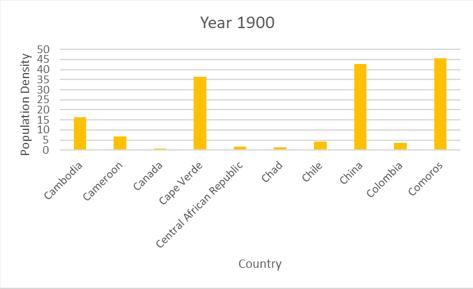 Year 1900
Population Density
50
45
40
35
30
25
20
15
10
5
0
Cambodia
Cameroon
Canada
Cape Verde
Central African Republic
Chad
Chile
China
Colombia
Comoros
Country